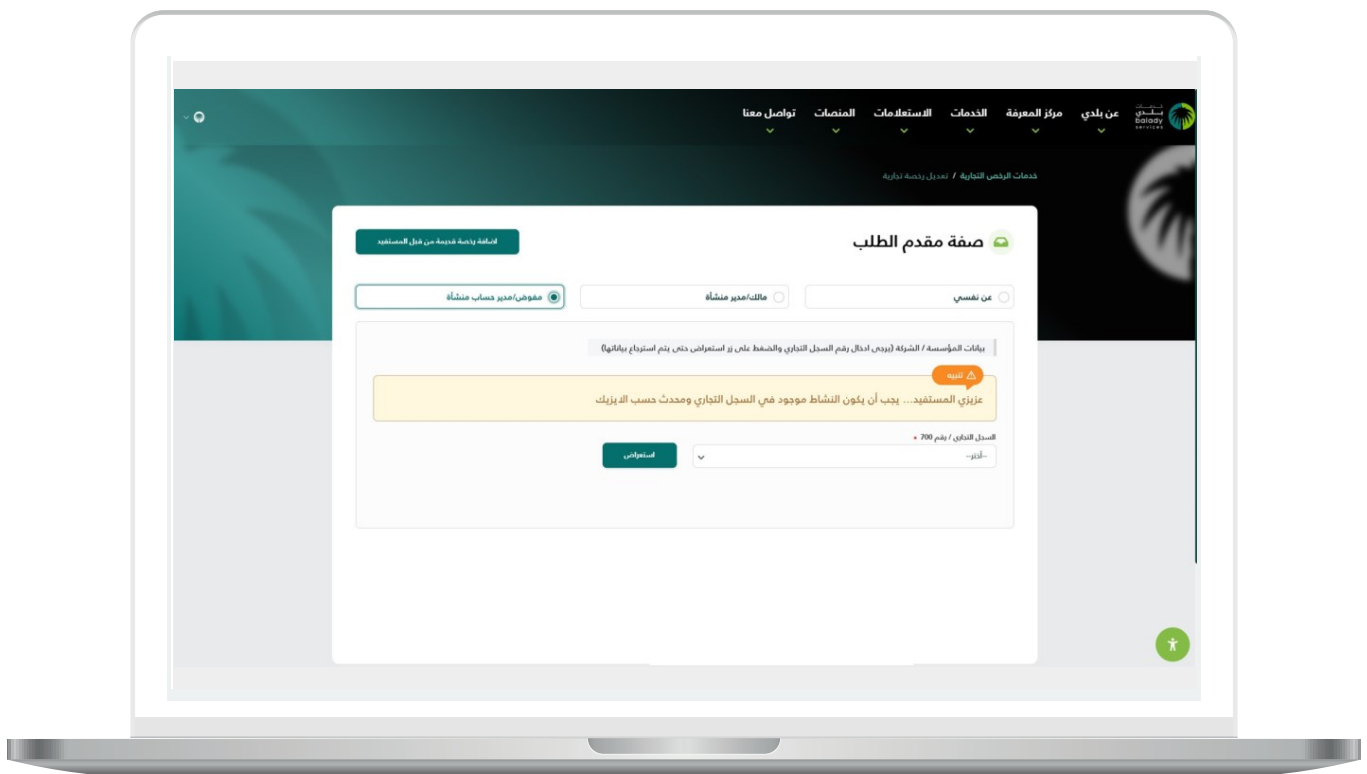 خدمات
بلدي
balady
services
عن بلدي
مركز المعرفة
الخدمات
الاستعلامات
المنصات
تواصل معنا
خدمات الرخص التجارية / تعديل رخصة تجارية
صفة مقدم الطلب
اضافة رخصة قديمة من قبل المستفيد
عن نفسي
مالك/مدير منشأة
مفوض/مدير حساب منشأة
بيانات المؤسسة / الشركة (يرجى ادخال رقم السجل التجاري والضغط على زر استعراض حتى يتم استرجاع بياناتها)
تنبيه
عزيزي المستفيد... يجب أن يكون النشاط موجود في السجل التجاري ومحدث حسب الايزيك
السجل التجاري / رقم 700 *
--أختر--
استعراض